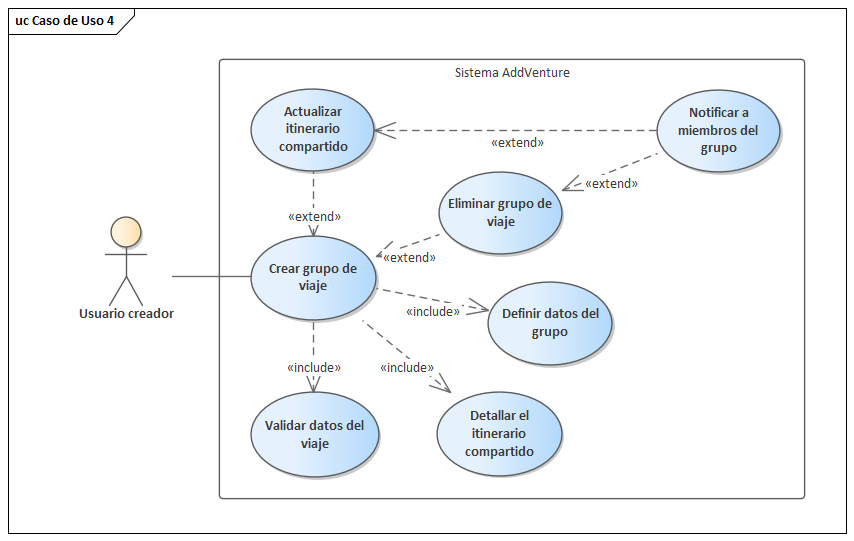 uc Caso de Uso 4
Sistema AddVenture
Actualizar
itinerario
compartido
Notificar a
miembros del
grupo
«extend»
«extend»
Eliminar grupo de
viaje
«extend»
«extend»
Crear grupo de
viaje
Usuario creador
«include»
Definir datos del
grupo
«include»
«include»
Validar datos del
viaje
Detallar el
itinerario
compartido